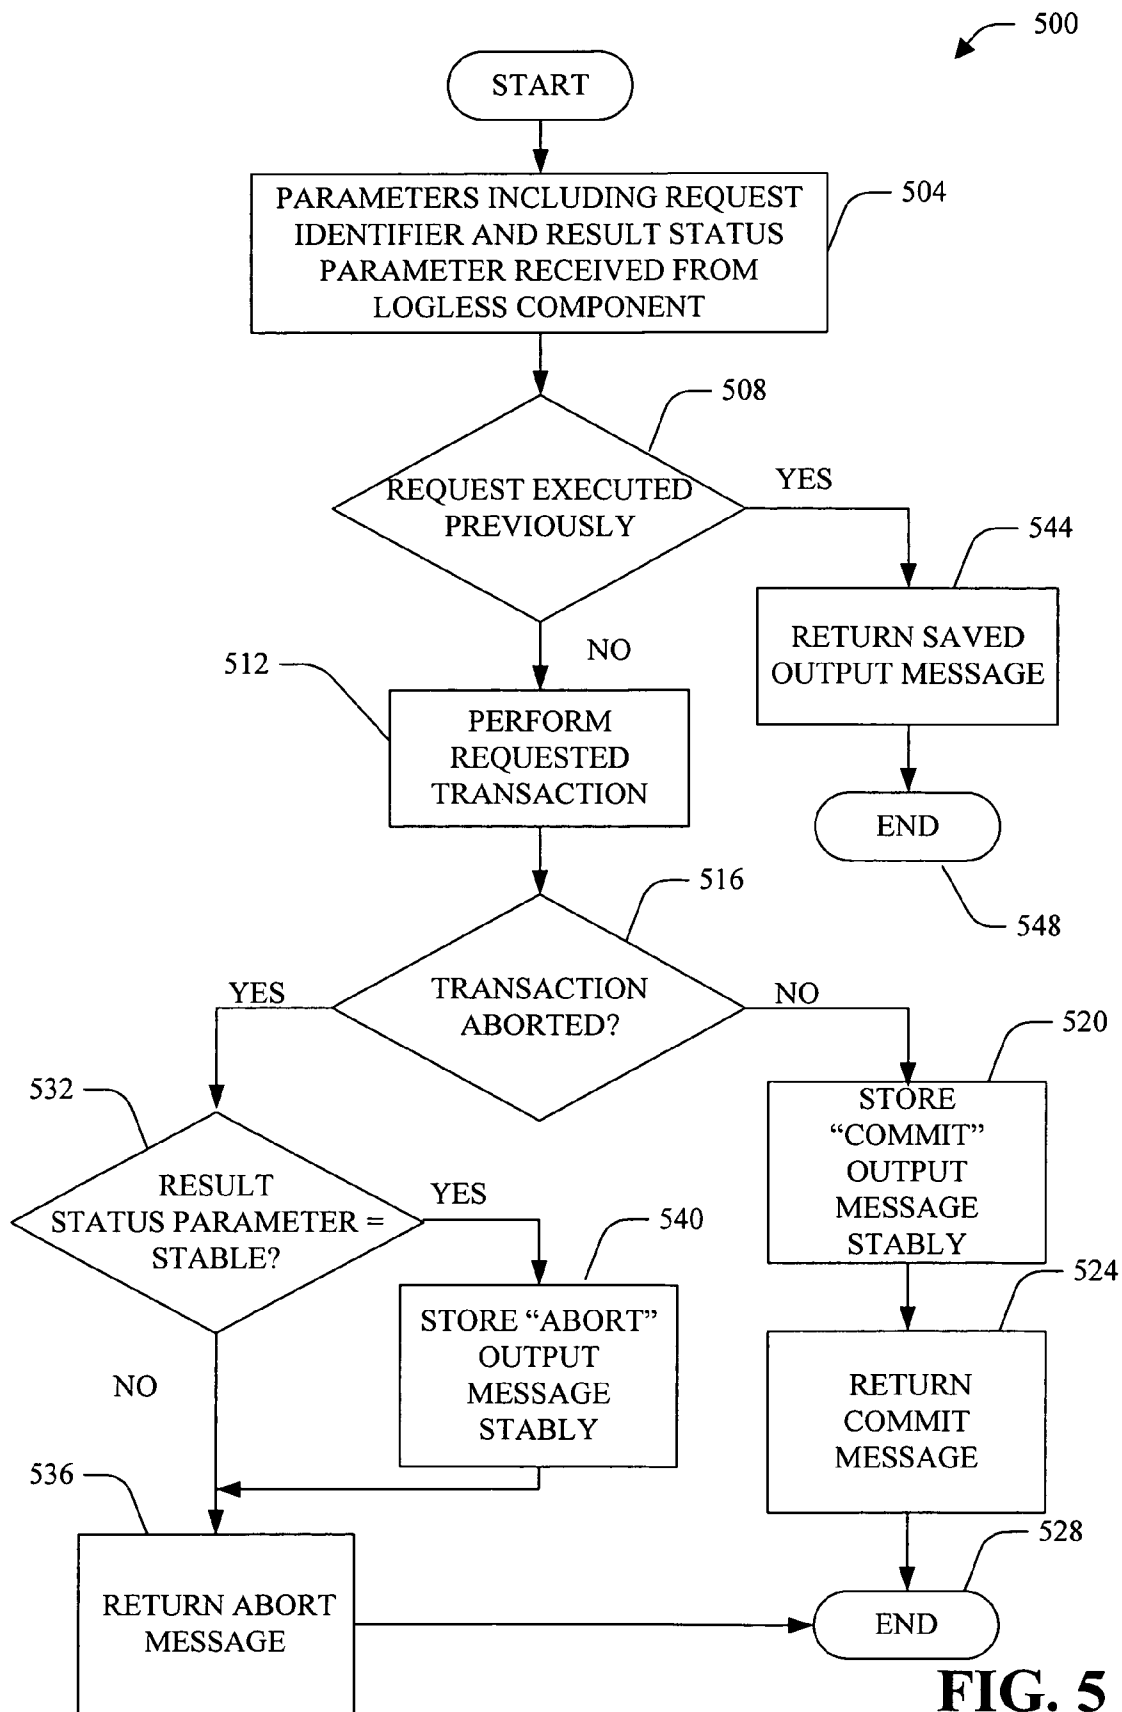 500
START
PARAMETERS INCLUDING REQUEST
IDENTIFIER AND RESULT STATUS
PARAMETER RECEIVED FROM
LOGLESS COMPONENT
504
508
REQUEST EXECUTED
PREVIOUSLY
YES
544
RETURN SAVED
OUTPUT MESSAGE
NO
512
PERFORM
REQUESTED
TRANSACTION
END
548
516
TRANSACTION
ABORTED?
YES
NO
520
STORE
“COMMIT”
OUTPUT
MESSAGE
STABLY
532
RESULT
STATUS PARAMETER =
STABLE?
YES
540
STORE “ABORT”
OUTPUT
MESSAGE
STABLY
524
RETURN
COMMIT
MESSAGE
NO
536
RETURN ABORT
MESSAGE
528
END
FIG. 5